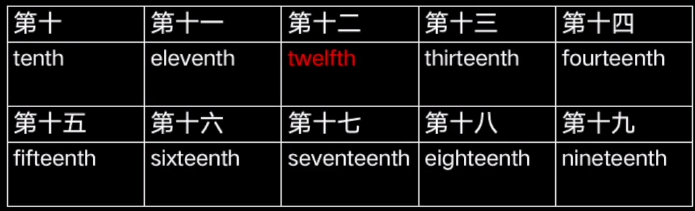 第十 第十一 第十二 第十三 第十四
tenth eleventh twelfth thirteenth fourteenth
第十五 第十六 第十七 第十八 第十九
fifteenth sixteenth seventeenth eighteenth nineteenth